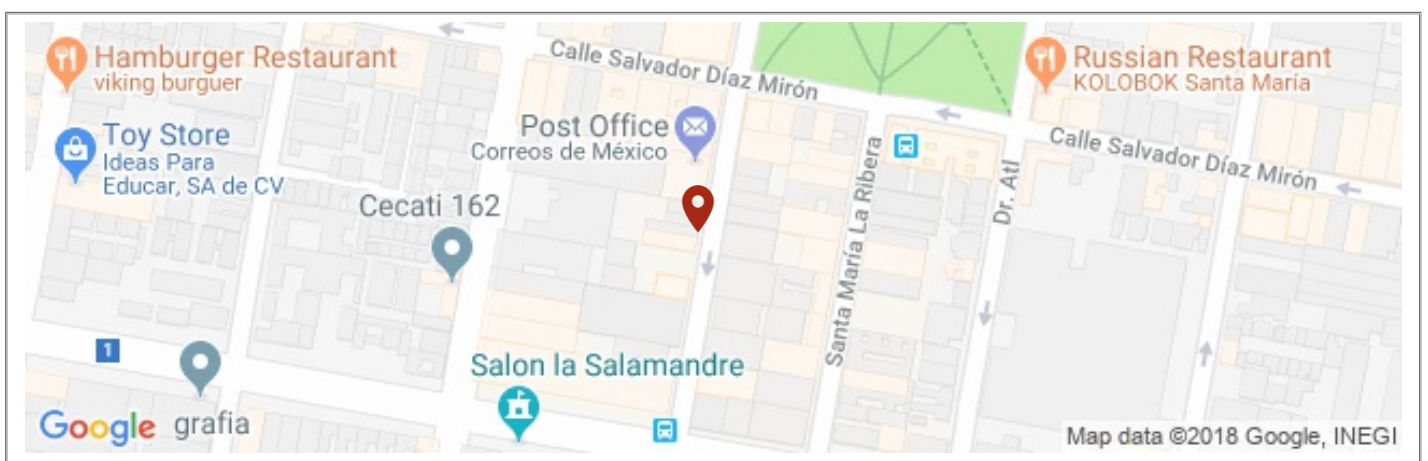 Hamburger Restaurant
viking burguer
Toy Store
Ideas Para
Educar, SA de CV
Cecati 162
Calle Salvador Díaz Mirón
Post Office
Correos de México
Russian Restaurant
KOLOBOK Santa María
Calle Salvador Díaz Mirón
Santa María La Ribera
Dr. Atl
1
Salon la Salamandre
grafia
Google
Map data ©2018 Google, INEGI